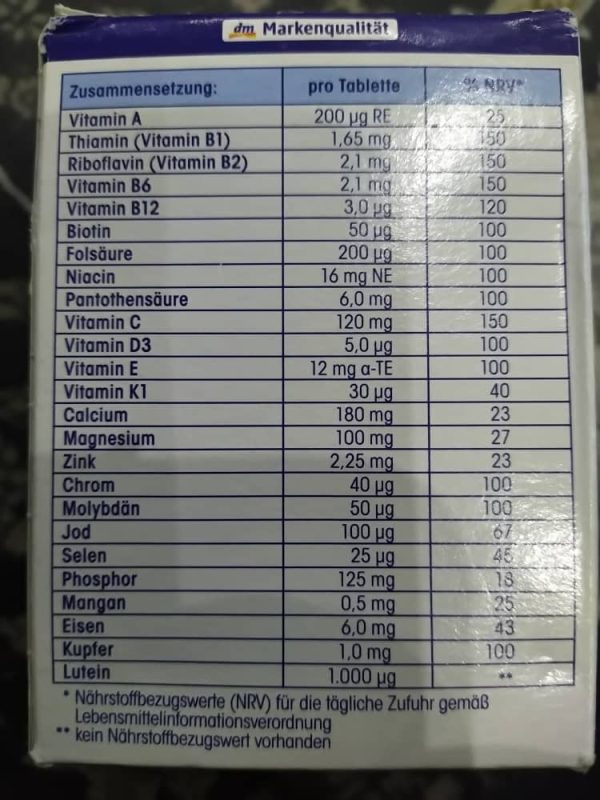 dm Markenqualität
Zusammensetzung: pro Tablette % NRV*
Vitamin A 200 µg RE 25
Thiamin (Vitamin B1) 1,65 mg 150
Riboflavin (Vitamin B2) 2,1 mg 150
Vitamin B6 2,1 mg 150
Vitamin B12 3,0 µg 120
Biotin 50 µg 100
Folsäure 200 µg 100
Niacin 16 mg NE 100
Pantothensäure 6,0 mg 100
Vitamin C 120 mg 150
Vitamin D3 5,0 µg 100
Vitamin E 12 mg α-TE 100
Vitamin K1 30 µg 40
Calcium 180 mg 23
Magnesium 100 mg 27
Zink 2,25 mg 23
Chrom 40 µg 100
Molybdän 50 µg 100
Jod 100 µg 67
Selen 25 µg 45
Phosphor 125 mg 18
Mangan 0,5 mg 25
Eisen 6,0 mg 43
Kupfer 1,0 mg 100
Lutein 1.000 µg **
* Nährstoffbezugswerte (NRV) für die tägliche Zufuhr gemäß
Lebensmittelinformationsverordnung
** kein Nährstoffbezugswert vorhanden